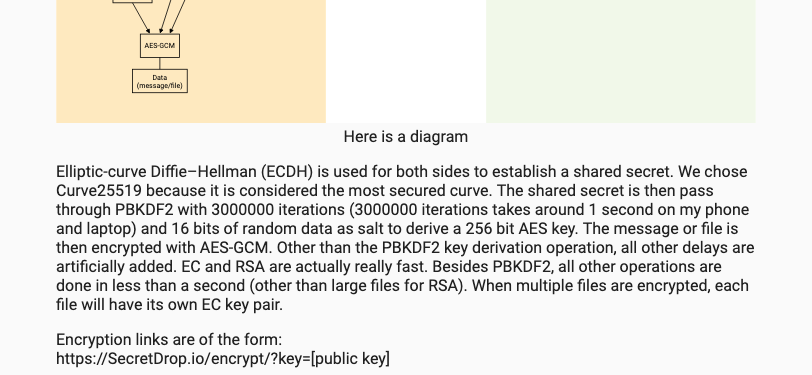 AES-GCM
Data
(message/file)
Here is a diagram
Elliptic-curve Diffie–Hellman (ECDH) is used for both sides to establish a shared secret. We chose
Curve25519 because it is considered the most secured curve. The shared secret is then pass
through PBKDF2 with 3000000 iterations (3000000 iterations takes around 1 second on my phone
and laptop) and 16 bits of random data as salt to derive a 256 bit AES key. The message or file is
then encrypted with AES-GCM. Other than the PBKDF2 key derivation operation, all other delays are
artificially added. EC and RSA are actually really fast. Besides PBKDF2, all other operations are
done in less than a second (other than large files for RSA). When multiple files are encrypted, each
file will have its own EC key pair.
Encryption links are of the form:
https://SecretDrop.io/encrypt/?key=[public key]